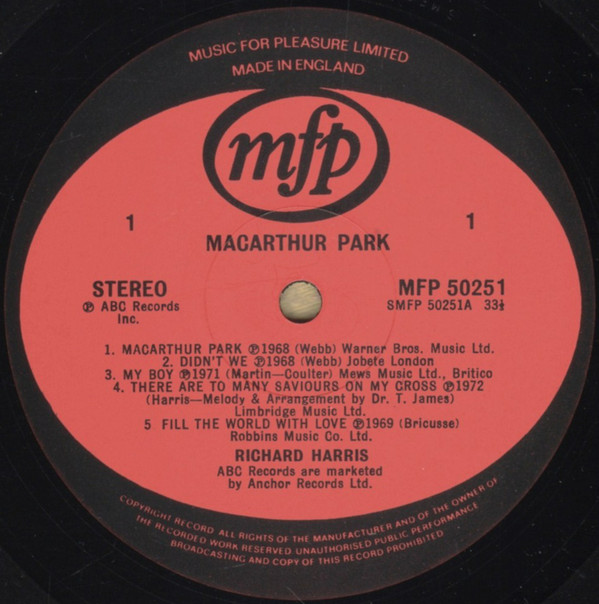 MUSIC FOR PLEASURE LIMITED
MADE IN ENGLAND
mfp
1 1
MACARTHUR PARK
STEREO MFP 50251
℗ ABC Records SMFP 50251A 33⅓
Inc.
1. MACARTHUR PARK ℗1968 (Webb) Warner Bros. Music Ltd.
2. DIDN'T WE ℗1968 (Webb) Jobete London
3. MY BOY ℗1971 (Martin—Coulter) Mews Music Ltd., Britico
4. THERE ARE TO MANY SAVIOURS ON MY CROSS ℗1972
(Harris—Melody & Arrangement by Dr. T. James)
Limbridge Music Ltd.
5 FILL THE WORLD WITH LOVE ℗1969 (Bricusse)
Robbins Music Co. Ltd.
RICHARD HARRIS
ABC Records are marketed
by Anchor Records Ltd.
COPYRIGHT RECORD ALL RIGHTS OF THE MANUFACTURER AND OF THE OWNER OF
THE RECORDED WORK RESERVED UNAUTHORISED PUBLIC PERFORMANCE
BROADCASTING AND COPY OF THIS RECORD PROHIBITED